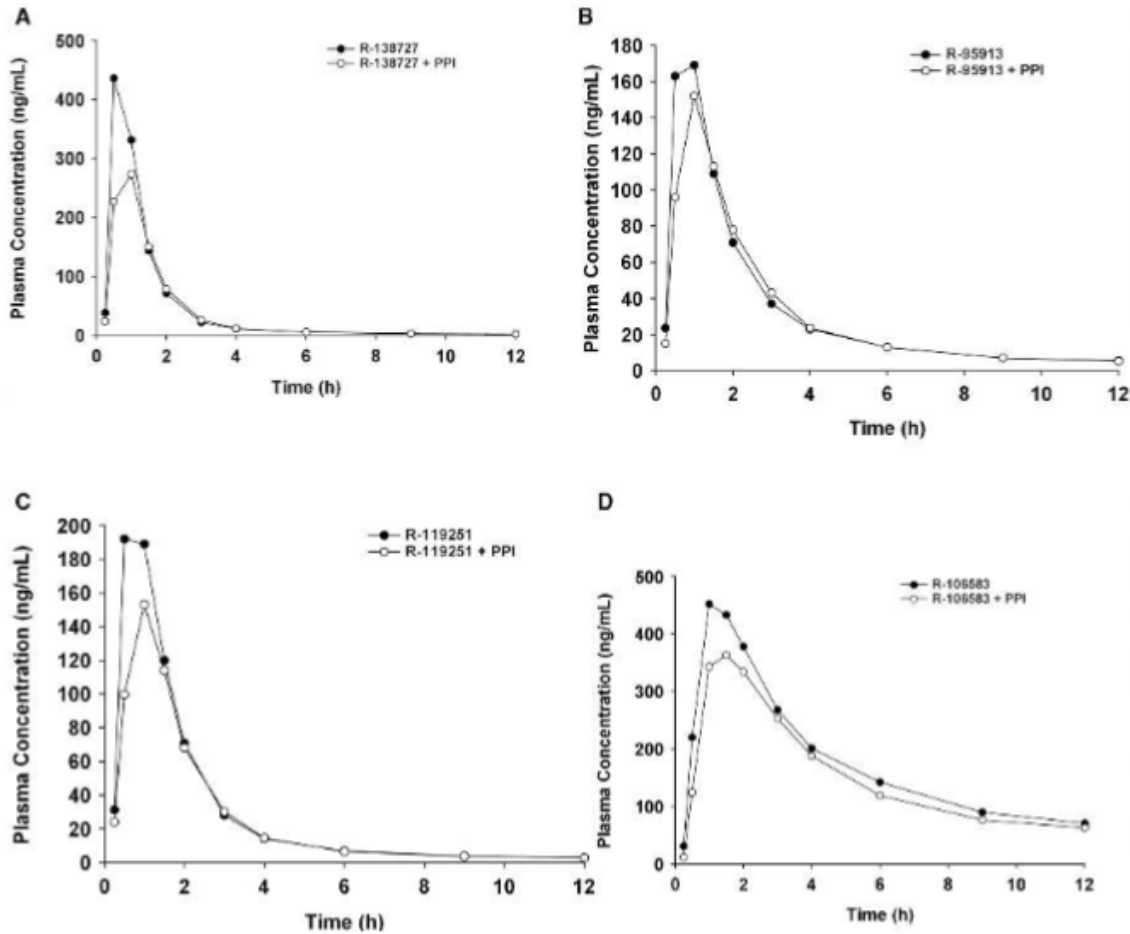 A
500
400
300
200
100
0
0 2 4 6 8 10 12
Time (h)
Plasma Concentration (ng/mL)
R-138727
R-138727 + PPI
B
180
160
140
120
100
80
60
40
20
0
0 2 4 6 8 10 12
Time (h)
Plasma Concentration (ng/mL)
R-95913
R-95913 + PPI
C
200
180
160
140
120
100
80
60
40
20
0
0 2 4 6 8 10 12
Time (h)
Plasma Concentration (ng/mL)
R-119251
R-119251 + PPI
D
500
400
300
200
100
0
0 2 4 6 8 10 12
Time (h)
Plasma Concentration (ng/mL)
R-106583
R-106583 + PPI